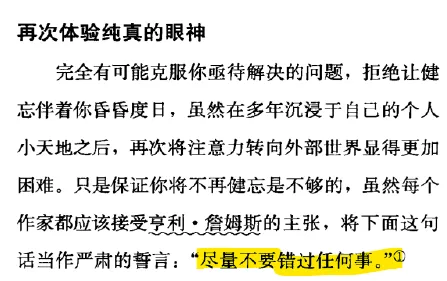 再次体验纯真的眼神
完全有可能克服你亟待解决的问题，拒绝让健
忘伴着你昏昏度日，虽然在多年沉浸于自己的个人
小天地之后，再次将注意力转向外部世界显得更加
困难。只是保证你将不再健忘是不够的，虽然每个
作家都应该接受亨利·詹姆斯的主张，将下面这句
话当作严肃的誓言：“尽量不要错过任何事。”①